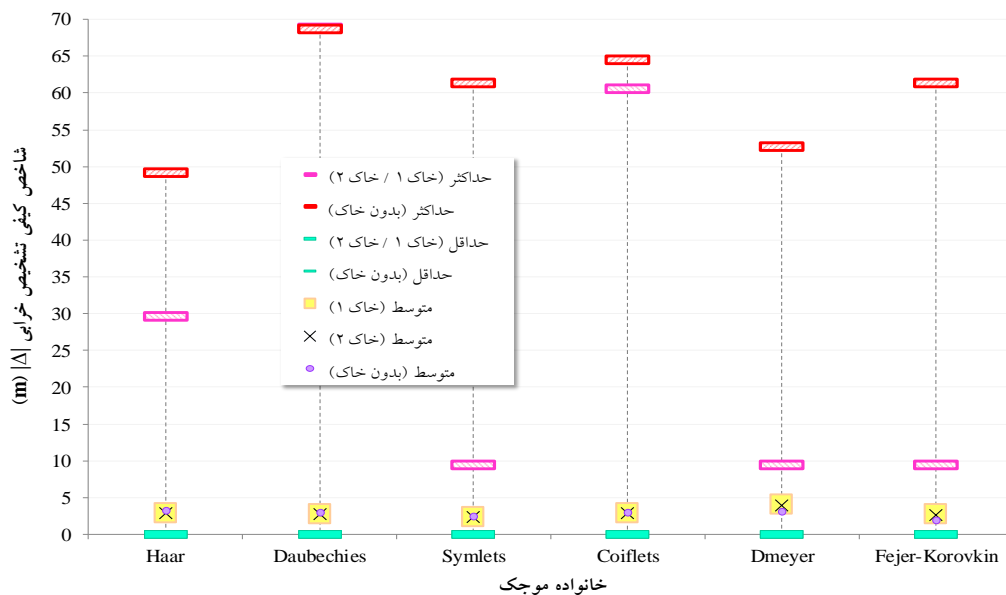 70
65
60
55
50
45
40
35
30
25
20
15
10
5
0
شاخص کیفی تشخیص خرابی |Δ| (m)
حداکثر (خاک ۱ / خاک ۲)
حداکثر (بدون خاک)
حداقل (خاک ۱ / خاک ۲)
حداقل (بدون خاک)
متوسط (خاک ۱)
متوسط (خاک ۲)
متوسط (بدون خاک)
Haar Daubechies Symlets Coiflets Dmeyer Fejer-Korovkin
خانواده موجک